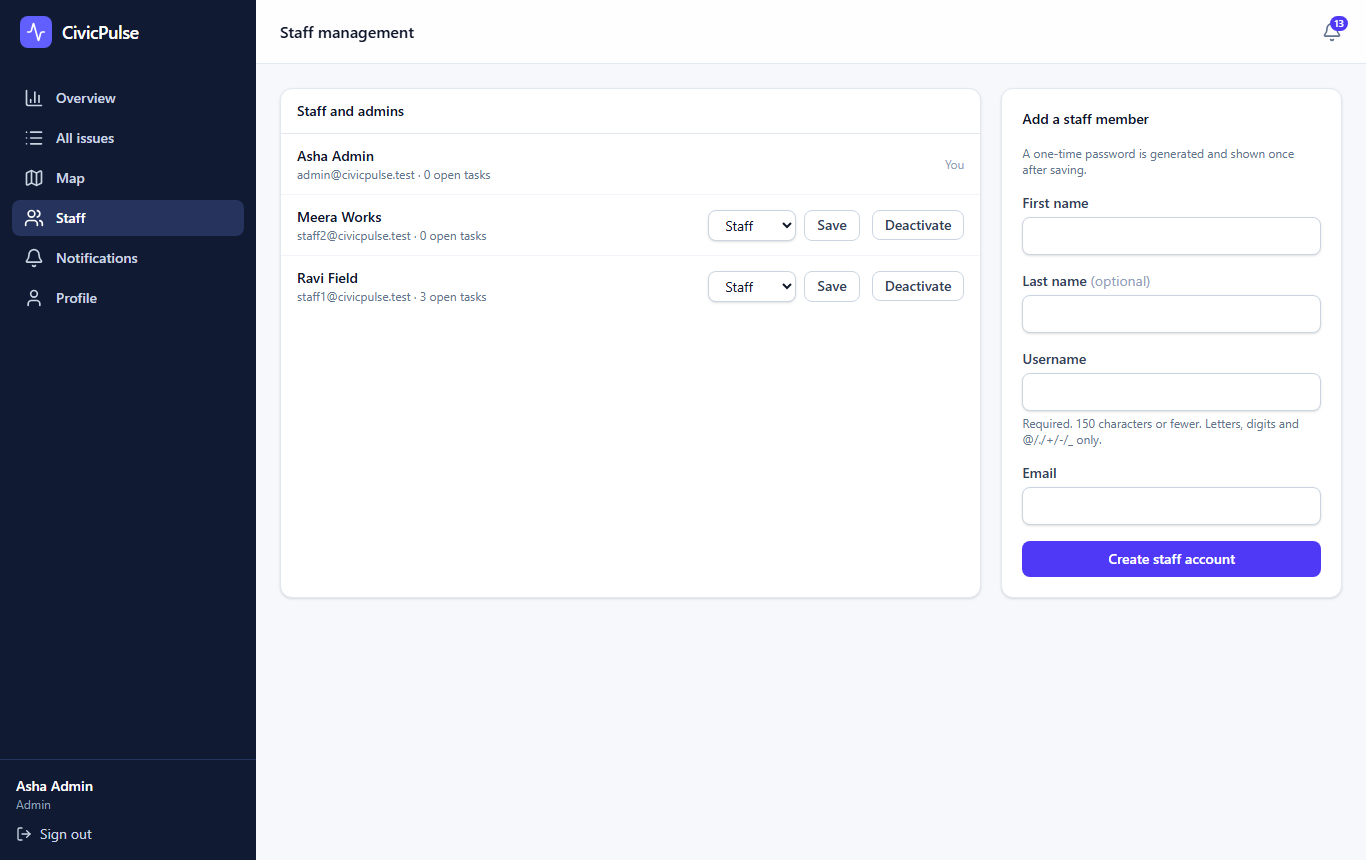 CivicPulse
Overview
All issues
Map
Staff
Notifications
Profile
Asha Admin
Admin
Sign out
Staff management
13
Staff and admins
Asha Admin
admin@civicpulse.test · 0 open tasks
You
Meera Works
staff2@civicpulse.test · 0 open tasks
Staff
Save
Deactivate
Ravi Field
staff1@civicpulse.test · 3 open tasks
Staff
Save
Deactivate
Add a staff member
A one-time password is generated and shown once
after saving.
First name
Last name (optional)
Username
Required. 150 characters or fewer. Letters, digits and
@/./+/-/_ only.
Email
Create staff account